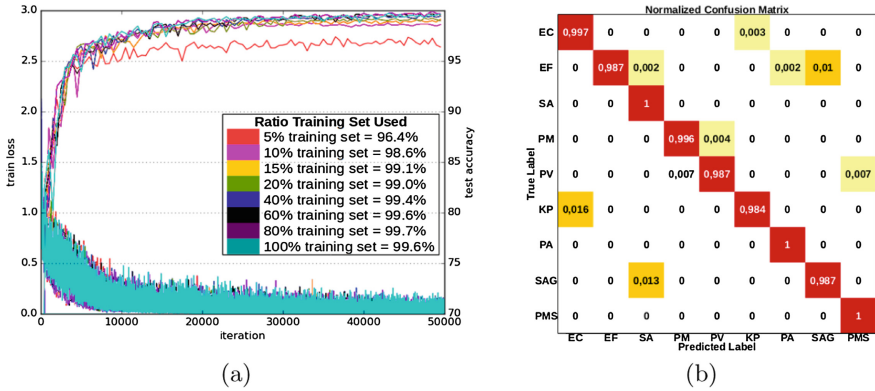 3.0
2.5
2.0
1.5
1.0
0.5
0.0
train loss
95
90
85
80
75
70
test accuracy
0 10000 20000 30000 40000 50000
iteration
Ratio Training Set Used
5% training set = 96.4%
10% training set = 98.6%
15% training set = 99.1%
20% training set = 99.0%
40% training set = 99.4%
60% training set = 99.6%
80% training set = 99.7%
100% training set = 99.6%
(a)
Normalized Confusion Matrix
True Label
EC 0,997 0 0 0 0 0,003 0 0 0
EF 0 0,987 0,002 0 0 0 0,002 0,01 0
SA 0 0 1 0 0 0 0 0 0
PM 0 0 0 0,996 0,004 0 0 0 0
PV 0 0 0 0,007 0,987 0 0 0 0,007
KP 0,016 0 0 0 0 0,984 0 0 0
PA 0 0 0 0 0 0 1 0 0
SAG 0 0 0,013 0 0 0 0 0,987 0
PMS 0 0 0 0 0 0 0 0 1
EC EF SA PM PV KP PA SAG PMS
Predicted Label
(b)